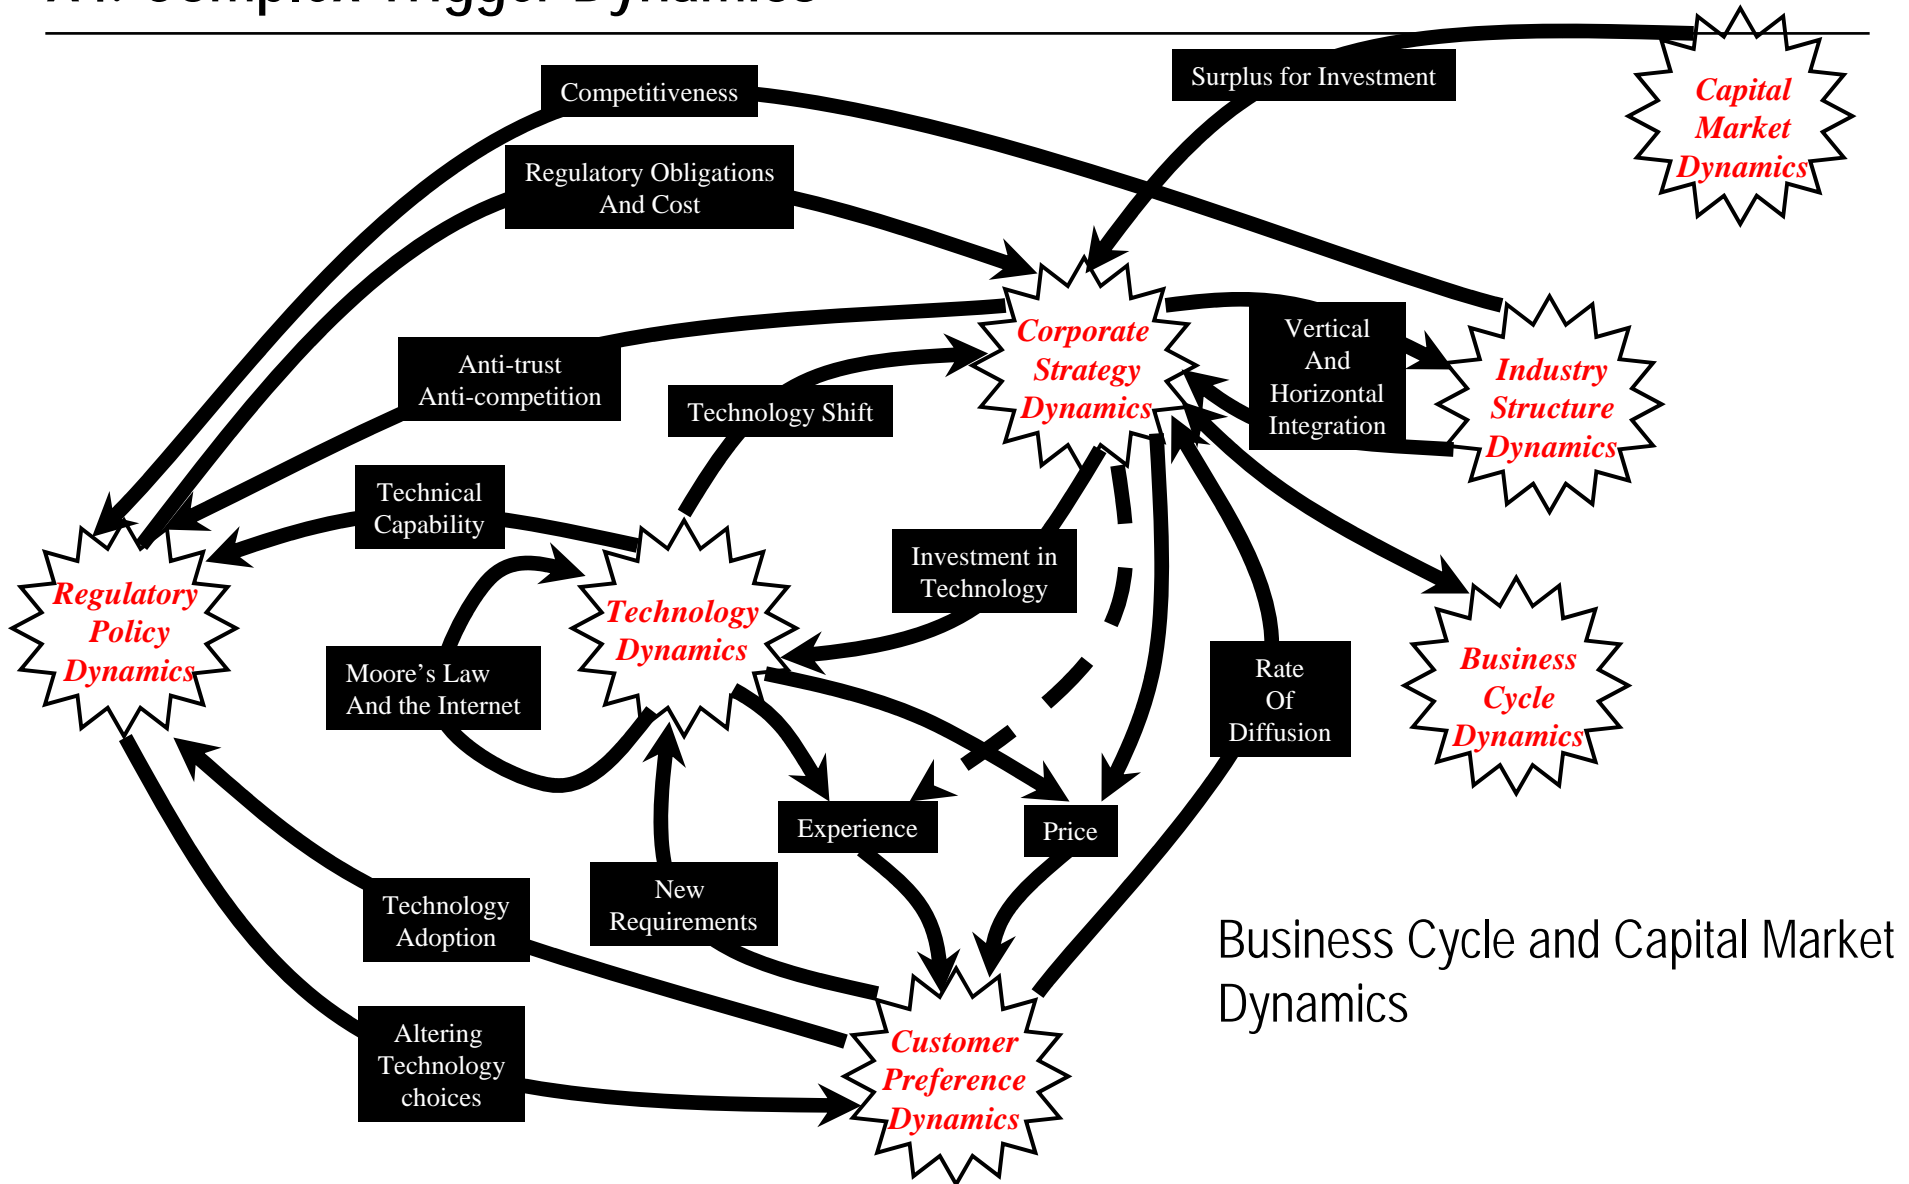 Complex Trigger Dynamics
Competitiveness
Surplus for Investment
Capital
Market
Dynamics
Regulatory Obligations
And Cost
Corporate
Strategy
Dynamics
Vertical
And
Horizontal
Integration
Industry
Structure
Dynamics
Anti-trust
Anti-competition
Technology Shift
Technical
Capability
Investment in
Technology
Regulatory
Policy
Dynamics
Technology
Dynamics
Moore’s Law
And the Internet
Rate
Of
Diffusion
Business
Cycle
Dynamics
Experience
Price
Technology
Adoption
New
Requirements
Business Cycle and Capital Market
Dynamics
Altering
Technology
choices
Customer
Preference
Dynamics